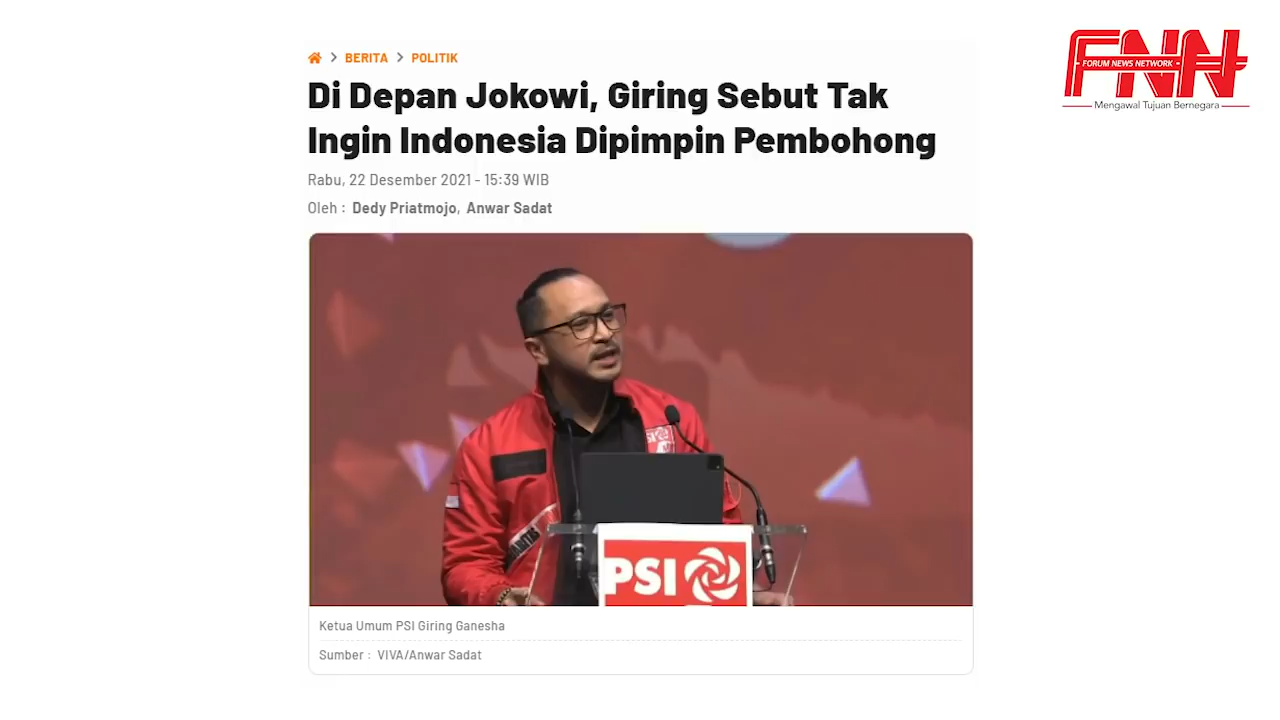 BERITA POLITIK
Di Depan Jokowi, Giring Sebut Tak
Ingin Indonesia Dipimpin Pembohong
Rabu, 22 Desember 2021 - 15:39 WIB
Oleh : Dedy Priatmojo, Anwar Sadat
FNN
FORUM NEWS NETWORK
Mengawal Tujuan Bernegara
PSI
PSI
Ketua Umum PSI Giring Ganesha
Sumber : VIVA/Anwar Sadat